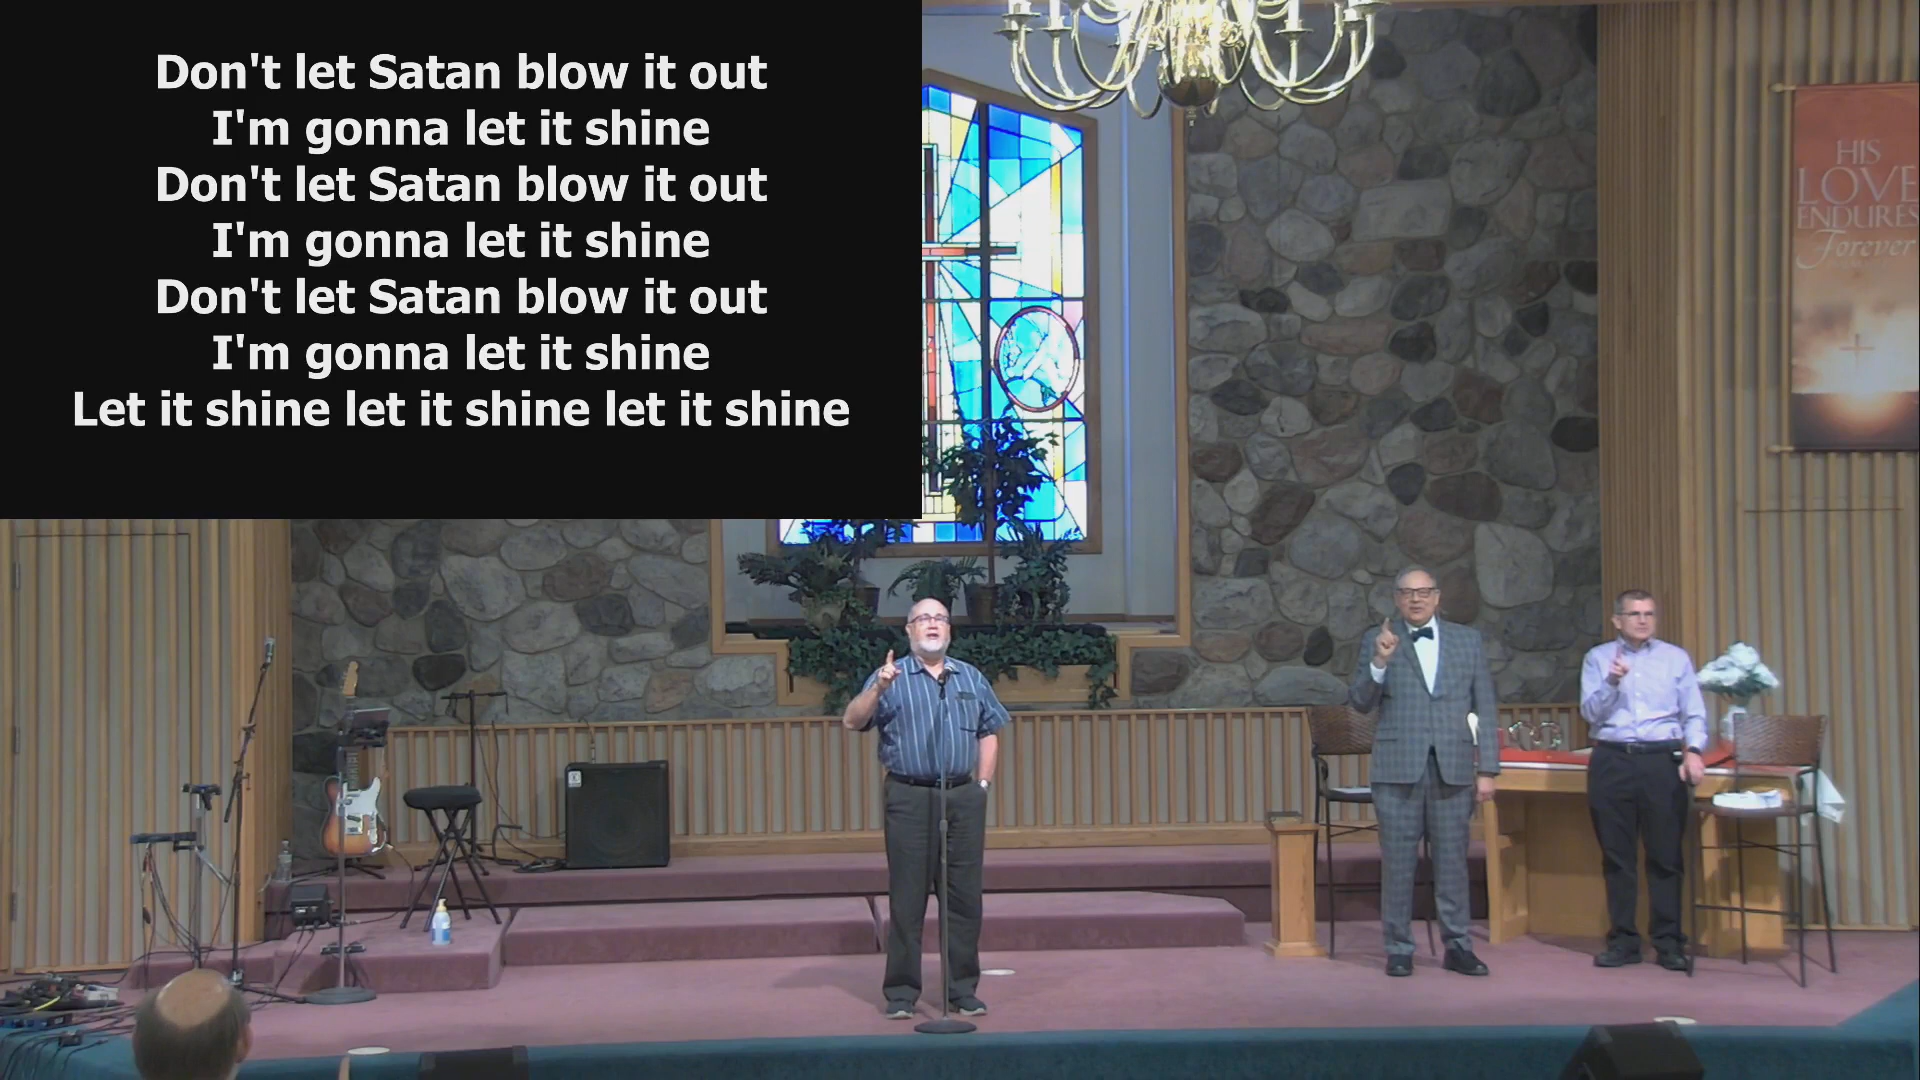 Don't let Satan blow it out
I'm gonna let it shine
Don't let Satan blow it out
I'm gonna let it shine
Don't let Satan blow it out
I'm gonna let it shine
Let it shine let it shine let it shine
HIS
LOVE
ENDURES
Forever